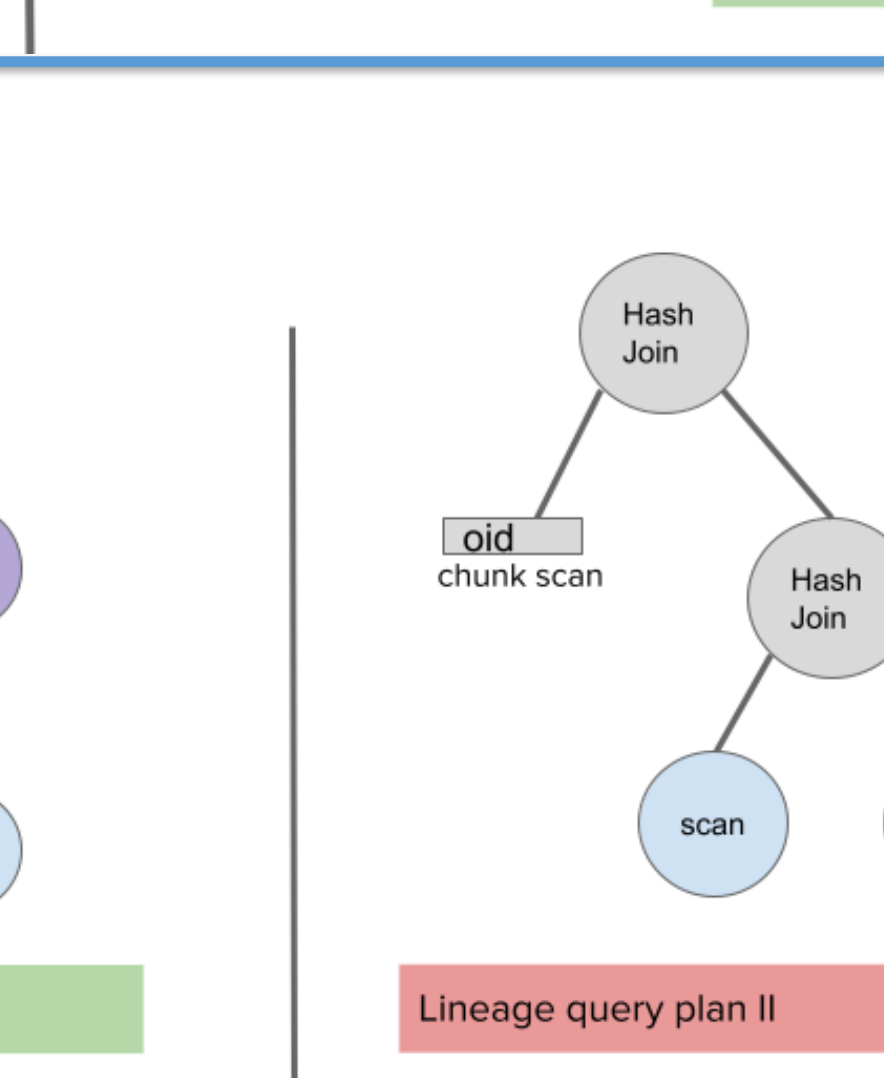 Hash
Join
oid
chunk scan
Hash
Join
scan
Lineage query plan II